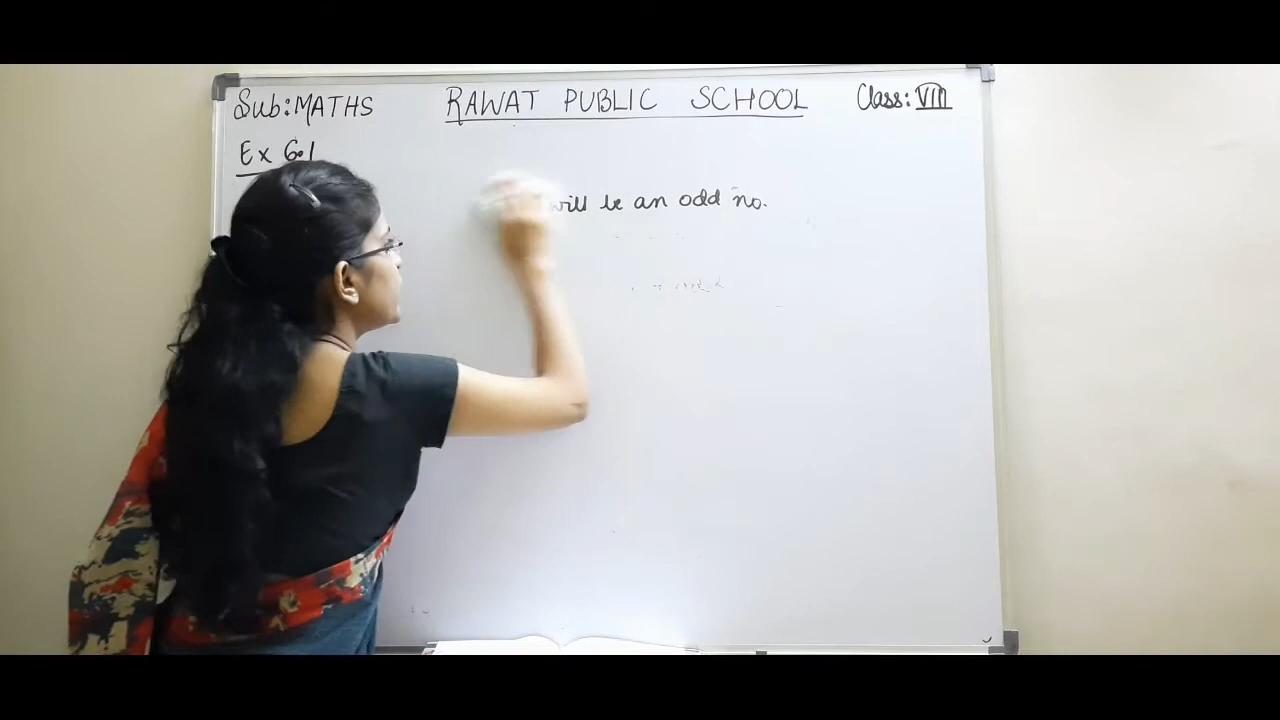 Sub: MATHS RAWAT PUBLIC SCHOOL Class: VIII
Ex 6.1
will be an odd no.